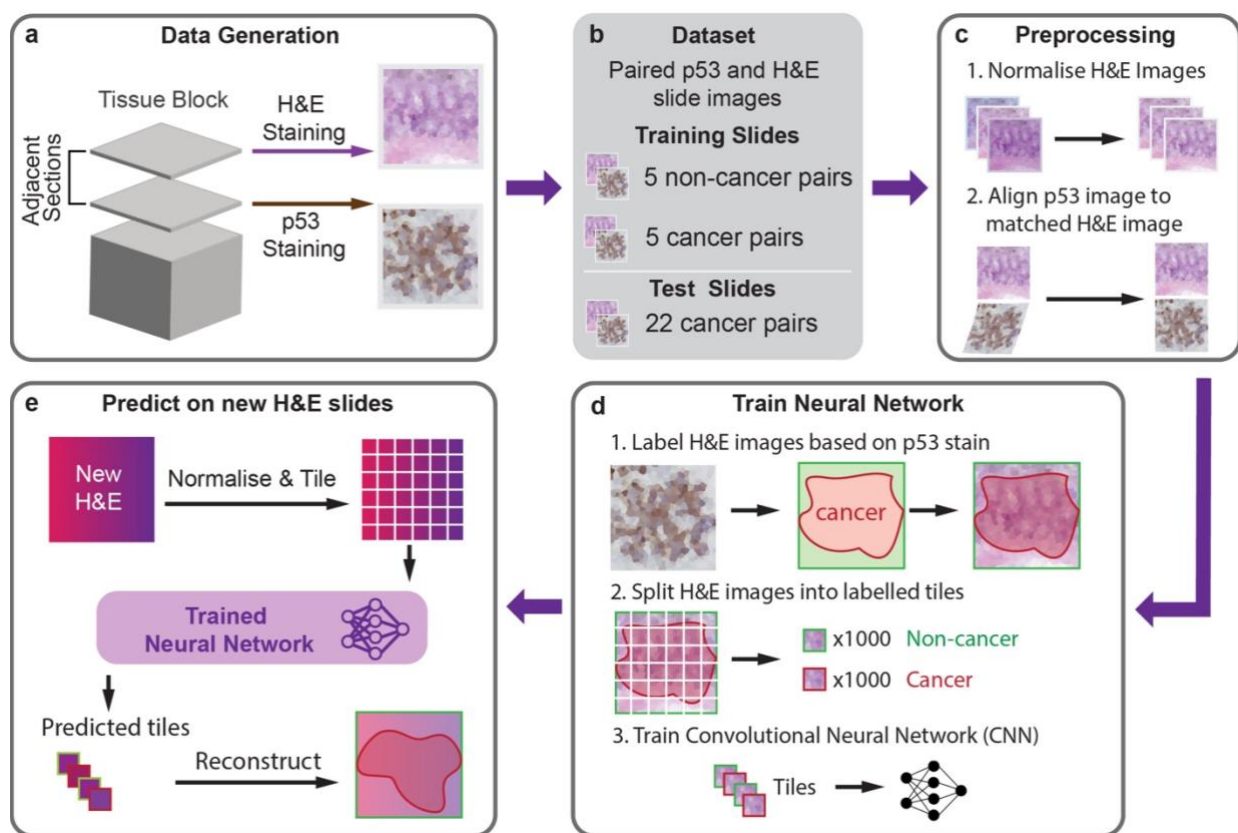 a
Data Generation
Tissue Block
Adjacent
Sections
H&E
Staining
p53
Staining
b
Dataset
Paired p53 and H&E
slide images
Training Slides
5 non-cancer pairs
5 cancer pairs
Test Slides
22 cancer pairs
c
Preprocessing
1. Normalise H&E Images
2. Align p53 image to
matched H&E image
d
Train Neural Network
1. Label H&E images based on p53 stain
cancer
2. Split H&E images into labelled tiles
x1000 Non-cancer
x1000 Cancer
3. Train Convolutional Neural Network (CNN)
Tiles
e
Predict on new H&E slides
New
H&E
Normalise & Tile
Trained
Neural Network
Predicted tiles
Reconstruct